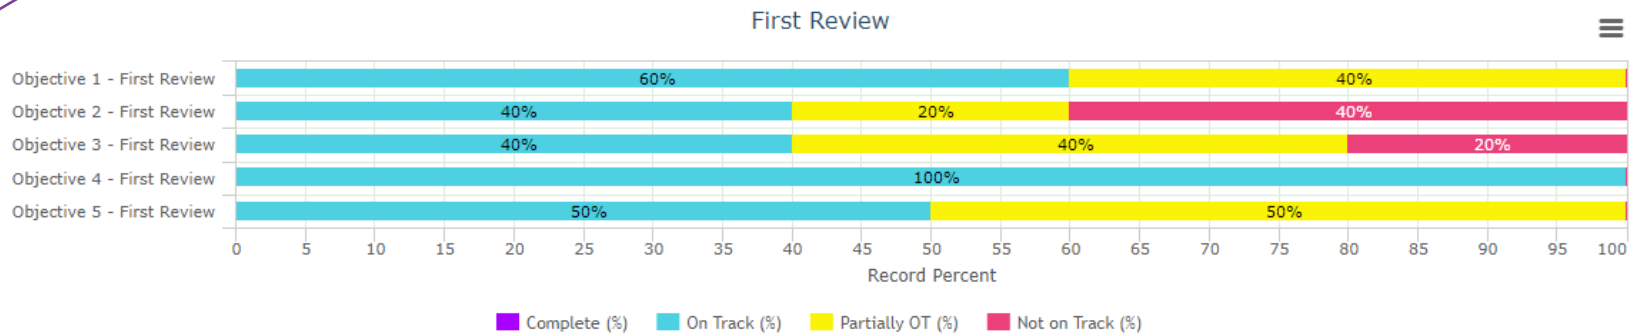 First Review
Objective 1 - First Review 60% 40%
Objective 2 - First Review 40% 20% 40%
Objective 3 - First Review 40% 40% 20%
Objective 4 - First Review 100%
Objective 5 - First Review 50% 50%
0 5 10 15 20 25 30 35 40 45 50 55 60 65 70 75 80 85 90 95 100
Record Percent
Complete (%) On Track (%) Partially OT (%) Not on Track (%)